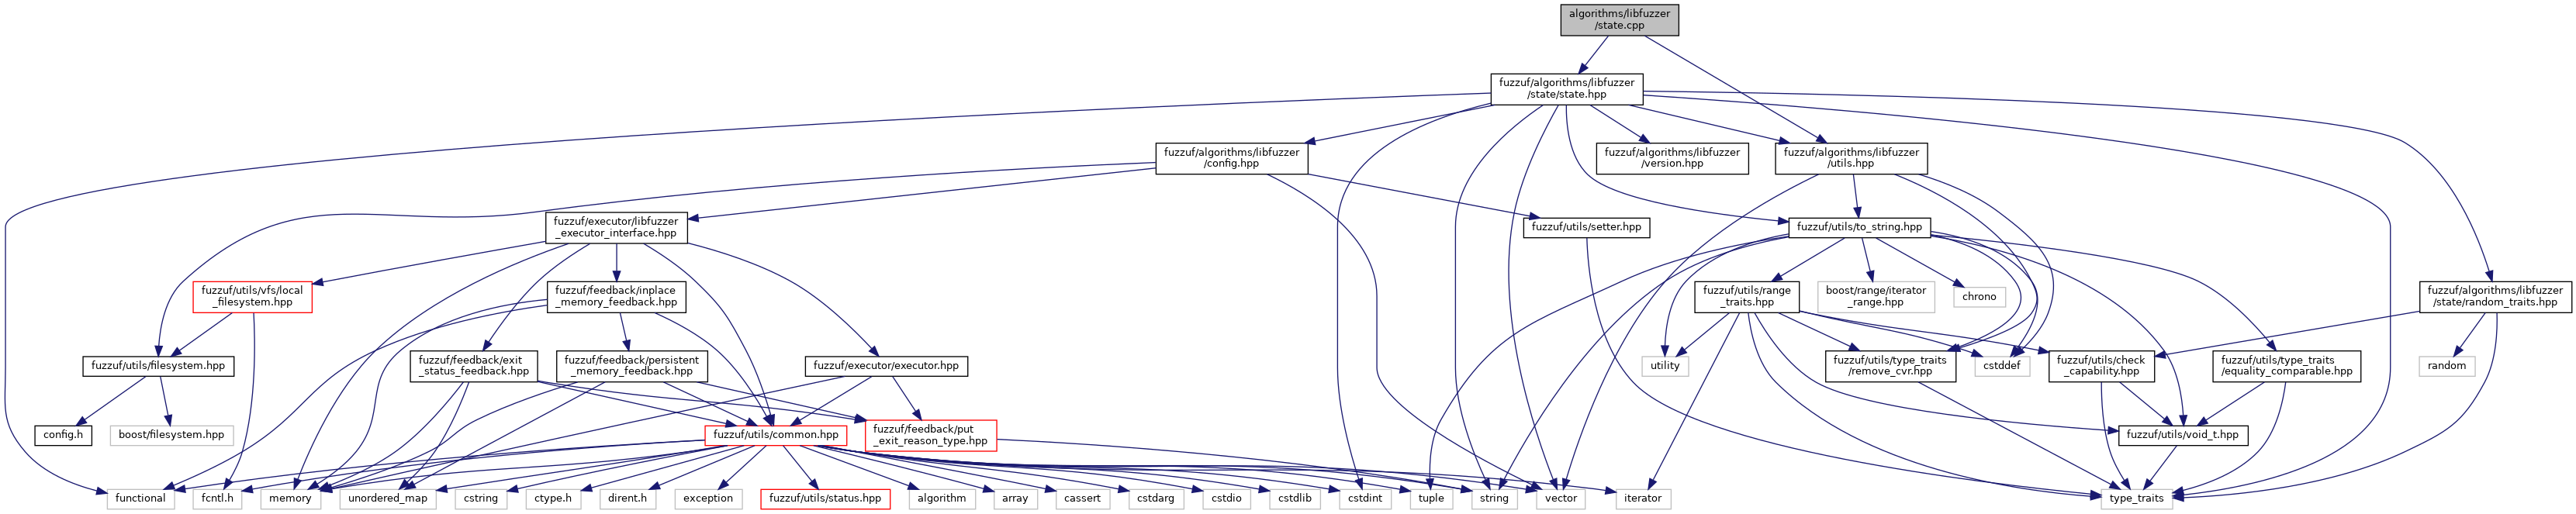 algorithms/libfuzzer
/state.cpp
fuzzuf/algorithms/libfuzzer
/state/state.hpp
fuzzuf/algorithms/libfuzzer
/config.hpp
fuzzuf/algorithms/libfuzzer
/version.hpp
fuzzuf/algorithms/libfuzzer
/utils.hpp
fuzzuf/executor/libfuzzer
_executor_interface.hpp
fuzzuf/utils/setter.hpp
fuzzuf/utils/to_string.hpp
fuzzuf/utils/vfs/local
_filesystem.hpp
fuzzuf/feedback/inplace
_memory_feedback.hpp
fuzzuf/utils/range
_traits.hpp
boost/range/iterator
_range.hpp
chrono
fuzzuf/algorithms/libfuzzer
/state/random_traits.hpp
fuzzuf/utils/filesystem.hpp
fuzzuf/feedback/exit
_status_feedback.hpp
fuzzuf/feedback/persistent
_memory_feedback.hpp
fuzzuf/executor/executor.hpp
utility
fuzzuf/utils/type_traits
/remove_cvr.hpp
cstddef
fuzzuf/utils/check
_capability.hpp
fuzzuf/utils/type_traits
/equality_comparable.hpp
random
config.h
boost/filesystem.hpp
fuzzuf/utils/common.hpp
fuzzuf/feedback/put
_exit_reason_type.hpp
fuzzuf/utils/void_t.hpp
functional
fcntl.h
memory
unordered_map
cstring
ctype.h
dirent.h
exception
fuzzuf/utils/status.hpp
algorithm
array
cassert
cstdarg
cstdio
cstdlib
cstdint
tuple
string
vector
iterator
type_traits